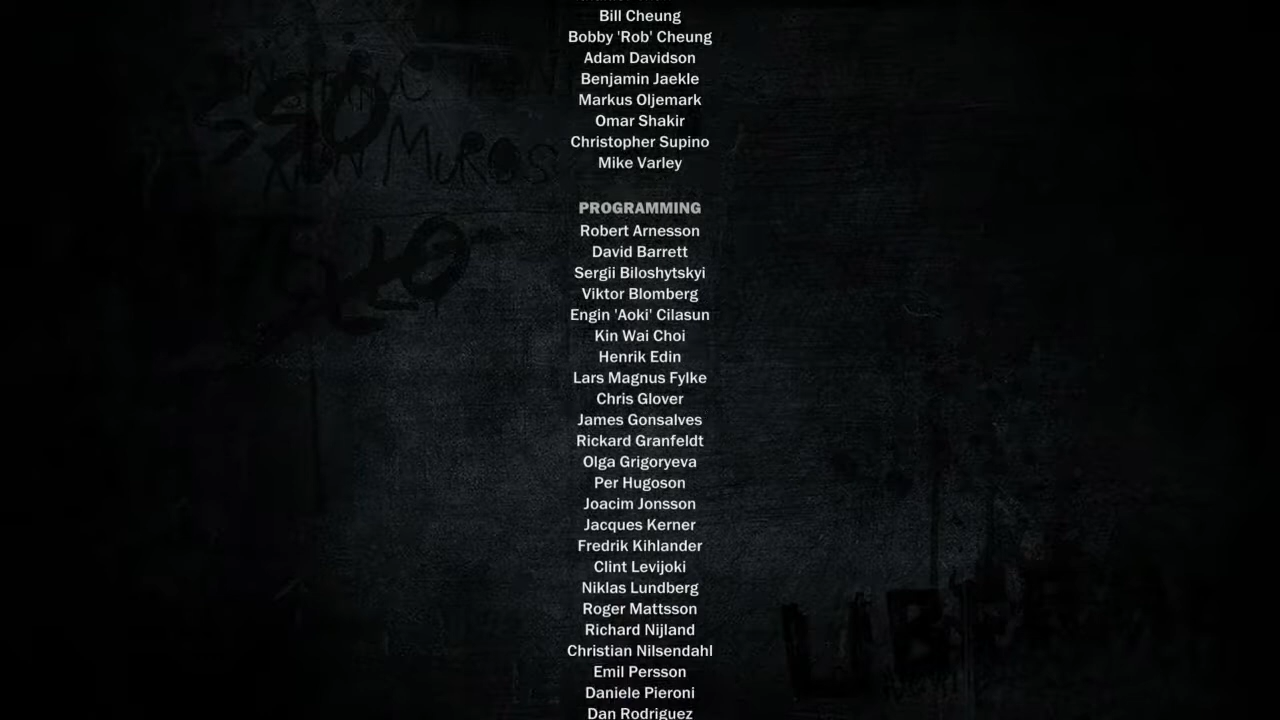 Bill Cheung
Bobby 'Rob' Cheung
Adam Davidson
Benjamin Jaekle
Markus Oljemark
Omar Shakir
Christopher Supino
Mike Varley
PROGRAMMING
Robert Arnesson
David Barrett
Sergii Biloshytskyi
Viktor Blomberg
Engin 'Aoki' Cilasun
Kin Wai Choi
Henrik Edin
Lars Magnus Fylke
Chris Glover
James Gonsalves
Rickard Granfeldt
Olga Grigoryeva
Per Hugoson
Joacim Jonsson
Jacques Kerner
Fredrik Kihlander
Clint Levijoki
Niklas Lundberg
Roger Mattsson
Richard Nijland
Christian Nilsendahl
Emil Persson
Daniele Pieroni
Dan Rodriguez
MUROS